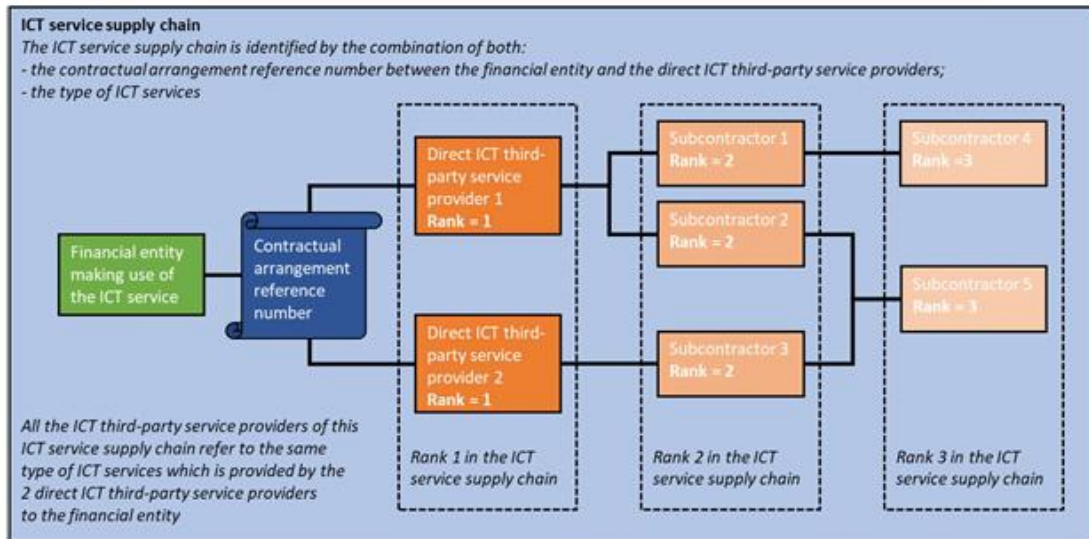 ICT service supply chain
The ICT service supply chain is identified by the combination of both:
- the contractual arrangement reference number between the financial entity and the direct ICT third-party service providers;
- the type of ICT services
Direct ICT third-
party service
provider 1
Rank = 1
Subcontractor 1
Rank = 2
Subcontractor 4
Rank =3
Subcontractor 2
Rank = 2
Financial entity
making use of
the ICT service
Contractual
arrangement
reference
number
Subcontractor 5
Rank = 3
Direct ICT third-
party service
provider 2
Rank = 1
Subcontractor 3
Rank = 2
All the ICT third-party service providers of this
ICT service supply chain refer to the same
type of ICT services which is provided by the
2 direct ICT third-party service providers
to the financial entity
Rank 1 in the ICT
service supply chain
Rank 2 in the ICT
service supply chain
Rank 3 in the ICT
service supply chain